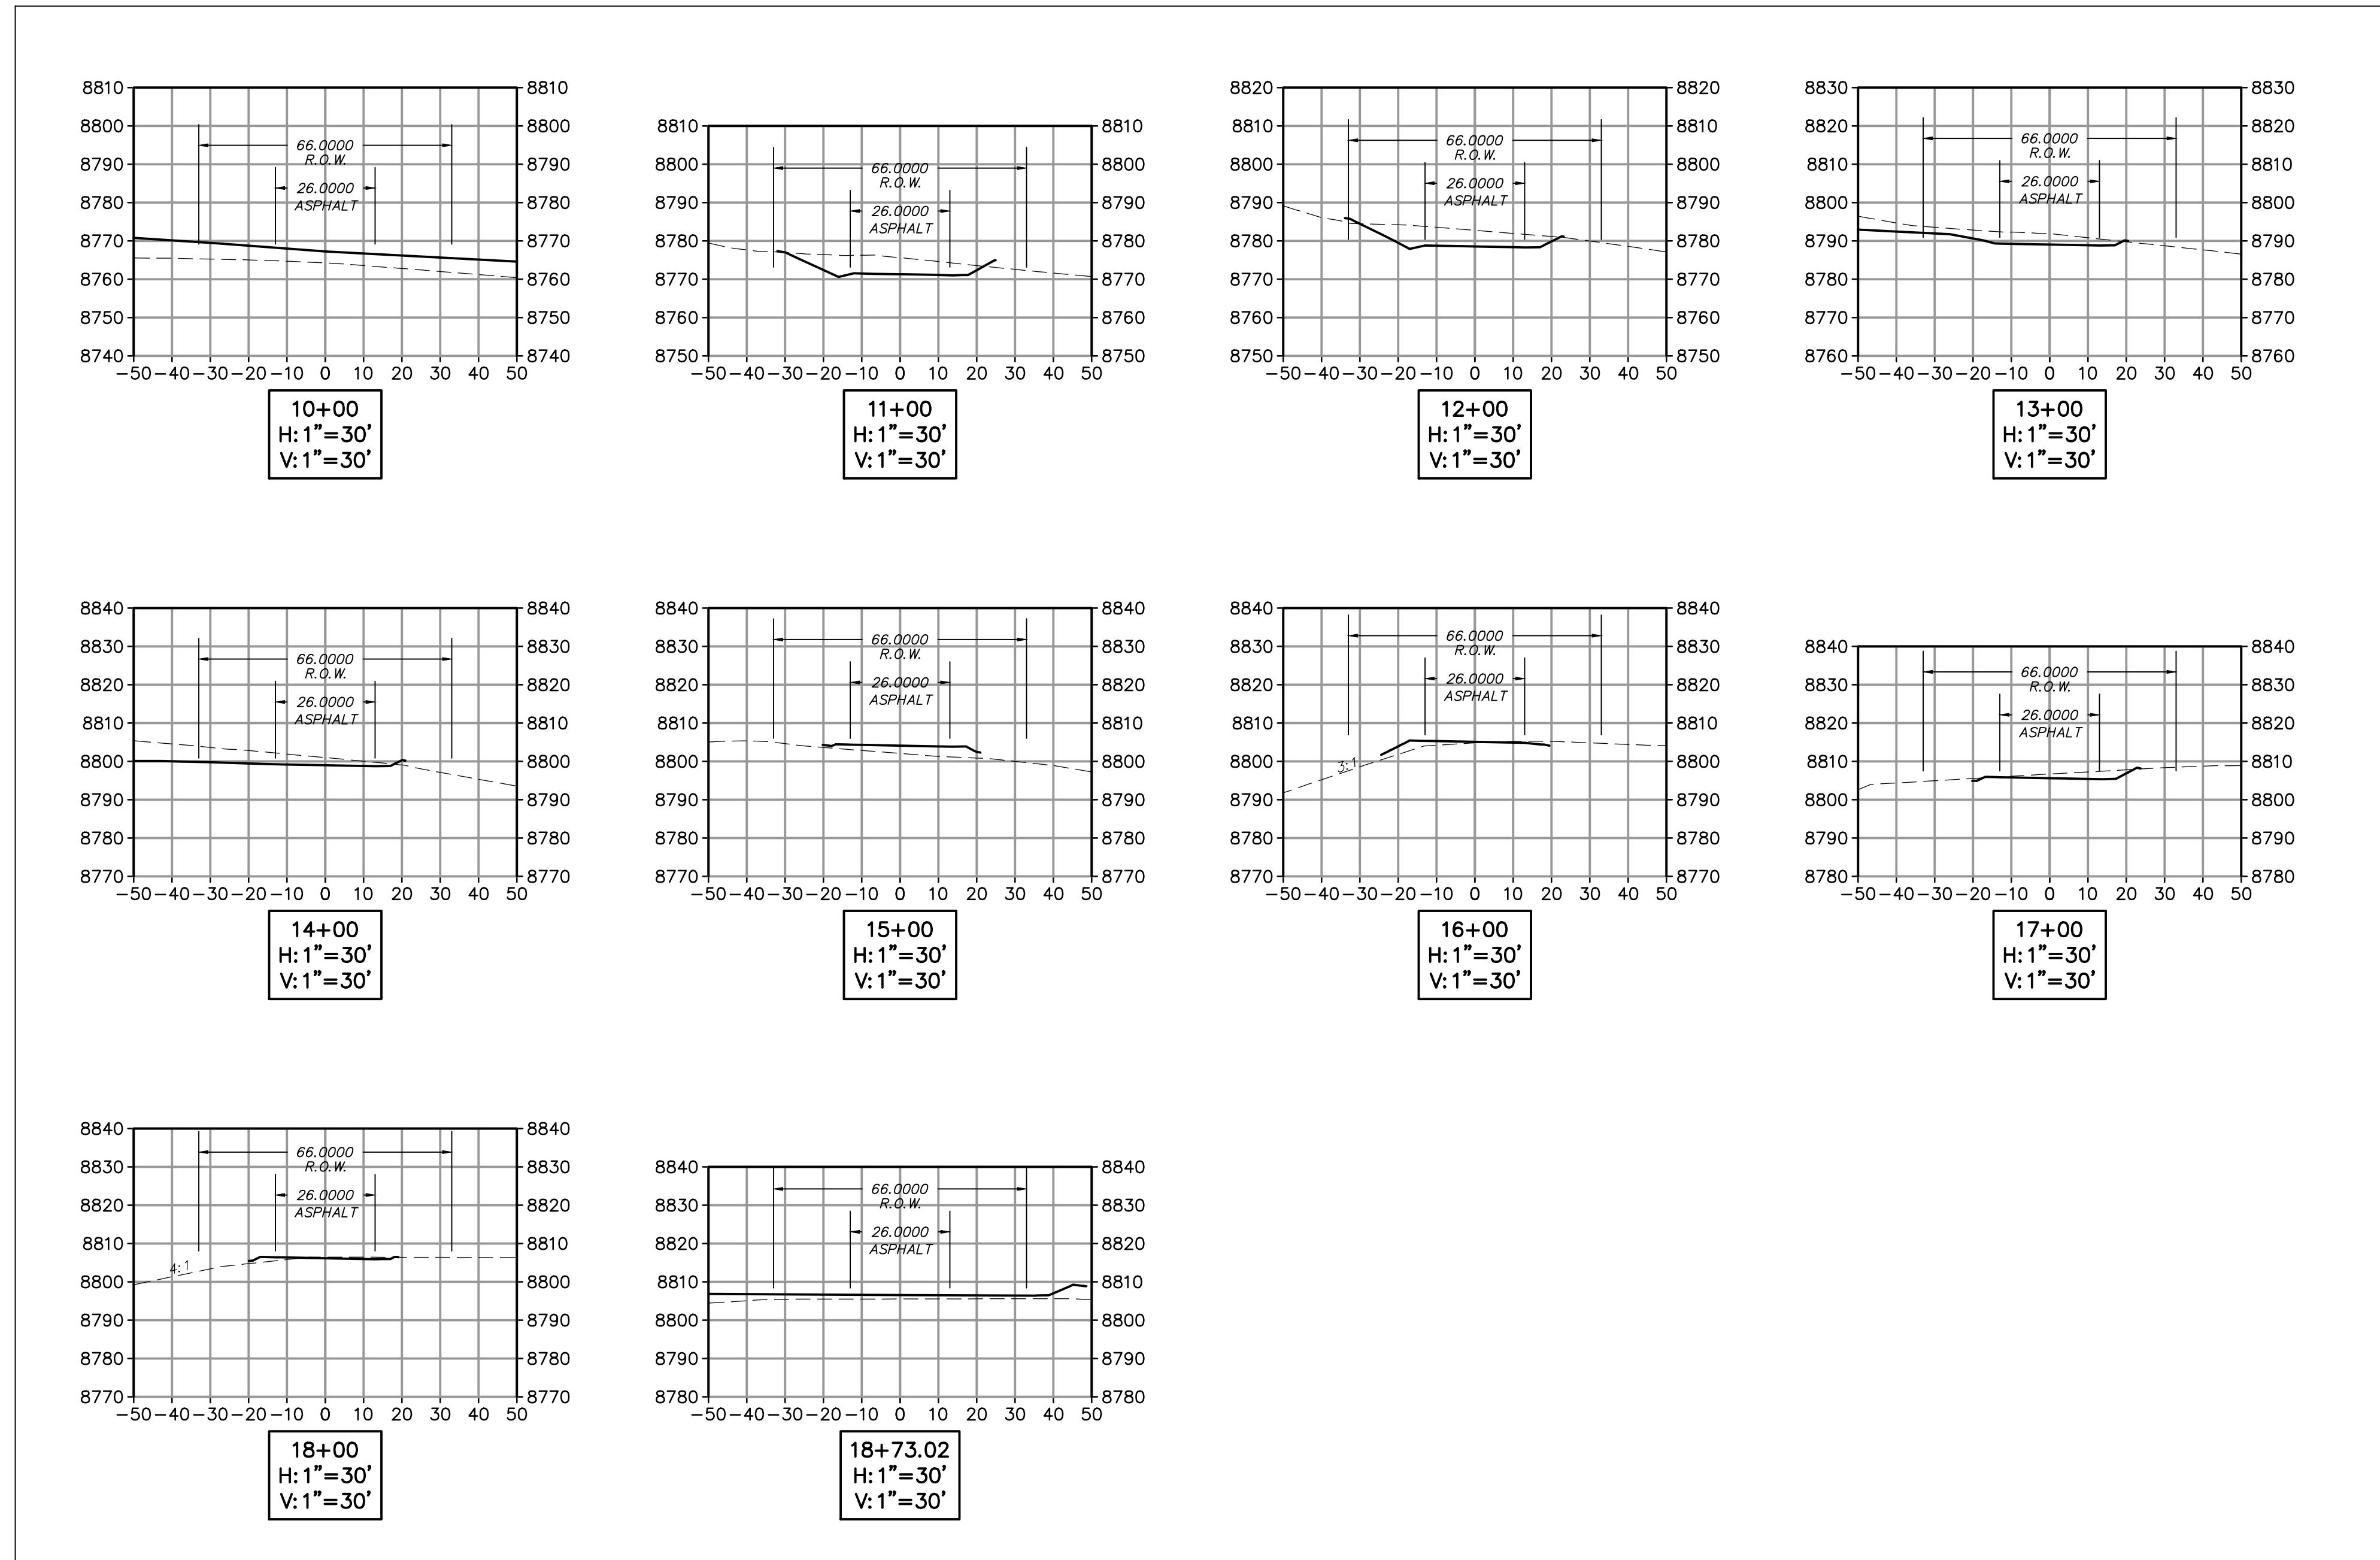 8810 8810
8800 8800
66.0000
R.O.W.
8790 8790
26.0000
8780 ASPHALT 8780
8770 8770
8760 8760
8750 8750
8740 8740
-50 -40 -30 -20 -10 0 10 20 30 40 50
10+00
H: 1"=30'
V: 1"=30'
8810 8810
8800 66.0000 8800
R.O.W.
8790 26.0000 8790
ASPHALT
8780 8780
8770 8770
8760 8760
8750 8750
-50 -40 -30 -20 -10 0 10 20 30 40 50
11+00
H: 1"=30'
V: 1"=30'
8820 8820
8810 8810
66.0000
R.O.W.
8800 8800
26.0000
8790 ASPHALT 8790
8780 8780
8770 8770
8760 8760
8750 8750
-50 -40 -30 -20 -10 0 10 20 30 40 50
12+00
H: 1"=30'
V: 1"=30'
8830 8830
8820 8820
66.0000
R.O.W.
8810 8810
26.0000
ASPHALT
8800 8800
8790 8790
8780 8780
8770 8770
8760 8760
-50 -40 -30 -20 -10 0 10 20 30 40 50
13+00
H: 1"=30'
V: 1"=30'
8840 8840
8830 8830
66.0000
R.O.W.
8820 8820
26.0000
8810 ASPHALT 8810
8800 8800
8790 8790
8780 8780
8770 8770
-50 -40 -30 -20 -10 0 10 20 30 40 50
14+00
H: 1"=30'
V: 1"=30'
8840 8840
8830 66.0000 8830
R.O.W.
8820 26.0000 8820
ASPHALT
8810 8810
8800 8800
8790 8790
8780 8780
8770 8770
-50 -40 -30 -20 -10 0 10 20 30 40 50
15+00
H: 1"=30'
V: 1"=30'
8840 8840
66.0000
8830 R.O.W. 8830
8820 26.0000 8820
ASPHALT
8810 8810
8800 3:1 8800
8790 8790
8780 8780
8770 8770
-50 -40 -30 -20 -10 0 10 20 30 40 50
16+00
H: 1"=30'
V: 1"=30'
8840 8840
66.0000
8830 R.O.W. 8830
26.0000
8820 ASPHALT 8820
8810 8810
8800 8800
8790 8790
8780 8780
-50 -40 -30 -20 -10 0 10 20 30 40 50
17+00
H: 1"=30'
V: 1"=30'
8840 8840
66.0000
8830 R.O.W. 8830
26.0000
8820 ASPHALT 8820
8810 8810
4:1
8800 8800
8790 8790
8780 8780
8770 8770
-50 -40 -30 -20 -10 0 10 20 30 40 50
18+00
H: 1"=30'
V: 1"=30'
8840 8840
66.0000
8830 R.O.W. 8830
26.0000
8820 ASPHALT 8820
8810 8810
8800 8800
8790 8790
8780 8780
-50 -40 -30 -20 -10 0 10 20 30 40 50
18+73.02
H: 1"=30'
V: 1"=30'